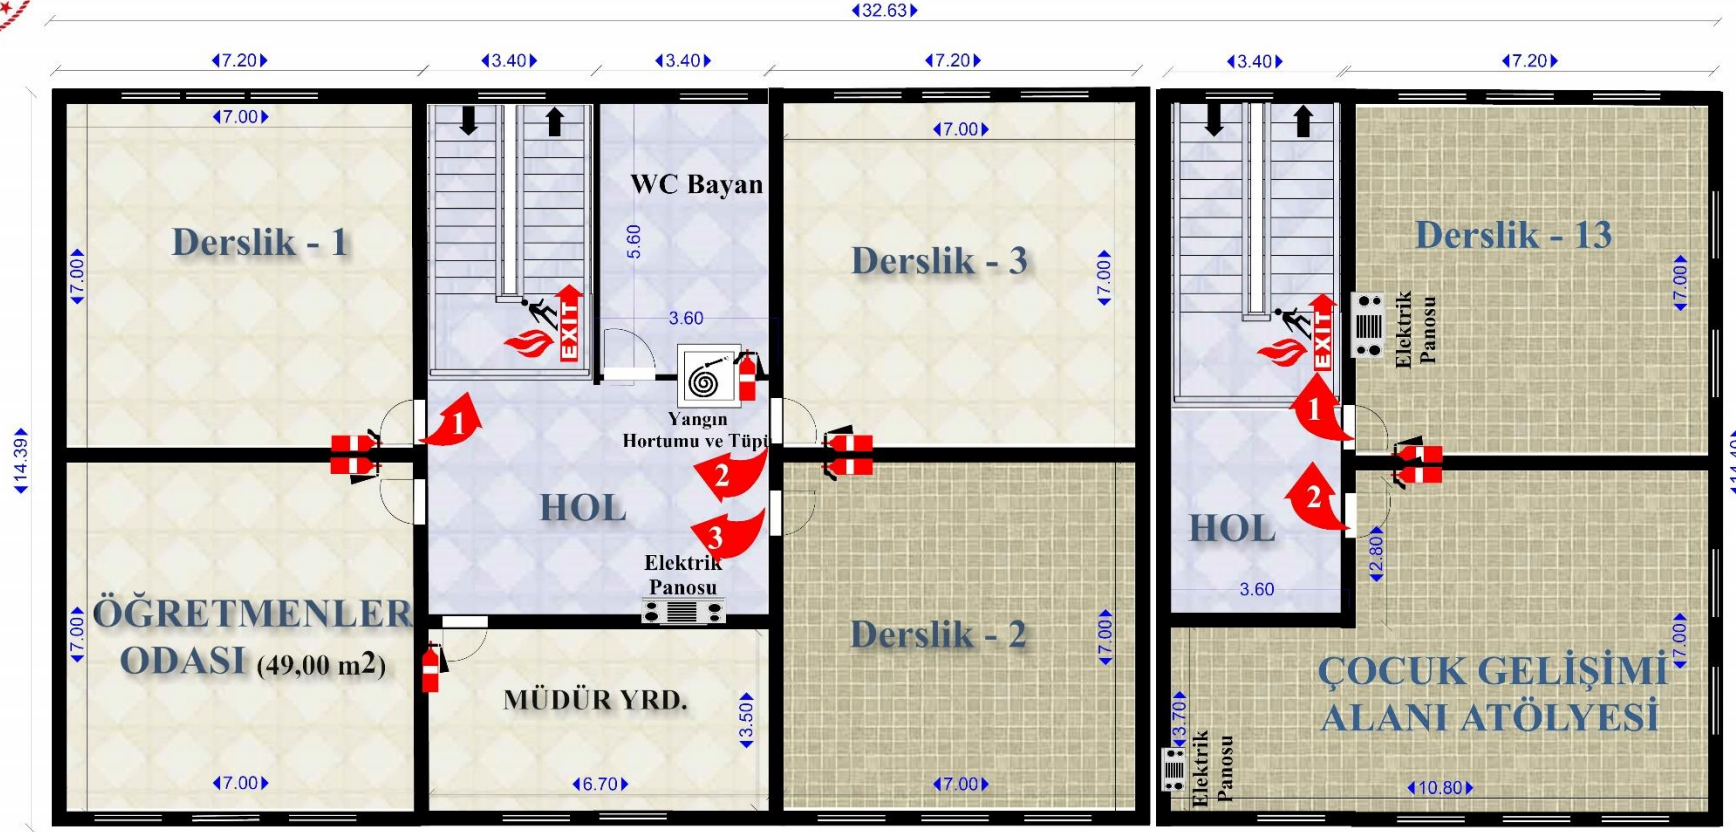 32.63
7.20
3.40
3.40
7.20
3.40
7.20
7.00
7.00
WC Bayan
Derslik - 1
Derslik - 3
Derslik - 13
7.00
5.60
7.00
7.00
3.60
EXIT
EXIT
Elektrik
Panosu
1
Yangın
Hortumu ve Tüpü
1
14.39
2
2
HOL
3
HOL
2.80
Elektrik
Panosu
3.60
ÖĞRETMENLER
ODASI (49,00 m2)
7.00
Derslik - 2
7.00
7.00
ÇOCUK GELİŞİMİ
ALANI ATÖLYESİ
MÜDÜR YRD.
3.50
3.70
Elektrik
Panosu
7.00
6.70
7.00
10.80